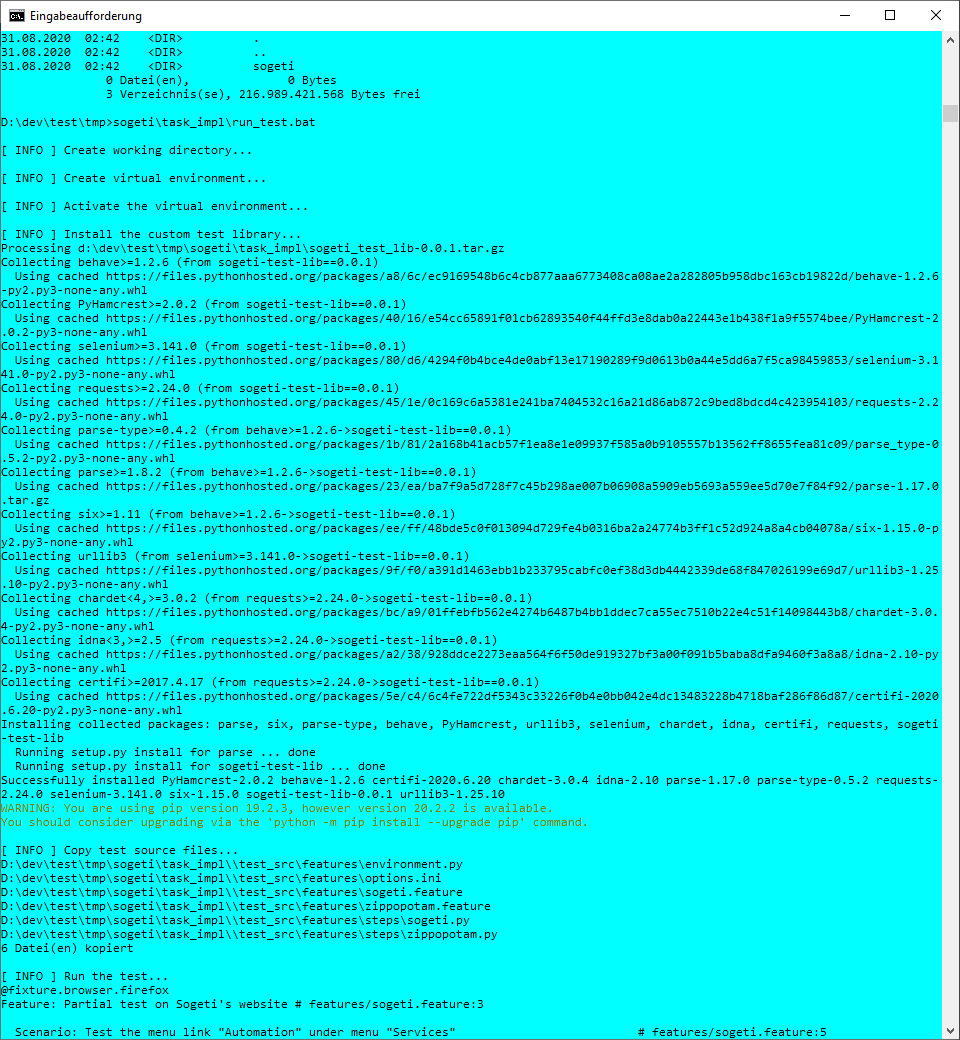 Eingabeaufforderung
31.08.2020  02:42    <DIR>          .
31.08.2020  02:42    <DIR>          ..
31.08.2020  02:42    <DIR>          sogeti
               0 Datei(en),              0 Bytes
               3 Verzeichnis(se), 216.989.421.568 Bytes frei
D:\dev\test\tmp>sogeti\task_impl\run_test.bat
[ INFO ] Create working directory...
[ INFO ] Create virtual environment...
[ INFO ] Activate the virtual environment...
[ INFO ] Install the custom test library...
Processing d:\dev\test\tmp\sogeti\task_impl\sogeti_test_lib-0.0.1.tar.gz
Collecting behave>=1.2.6 (from sogeti-test-lib==0.0.1)
  Using cached https://files.pythonhosted.org/packages/a8/6c/ec9169548b6c4cb877aaa6773408ca08ae2a282805b958dbc163cb19822d/behave-1.2.6
-py2.py3-none-any.whl
Collecting PyHamcrest>=2.0.2 (from sogeti-test-lib==0.0.1)
  Using cached https://files.pythonhosted.org/packages/40/16/e54cc65891f01cb62893540f44ffd3e8dab0a22443e1b438f1a9f5574bee/PyHamcrest-2
.0.2-py3-none-any.whl
Collecting selenium>=3.141.0 (from sogeti-test-lib==0.0.1)
  Using cached https://files.pythonhosted.org/packages/80/d6/4294f0b4bce4de0abf13e17190289f9d0613b0a44e5dd6a7f5ca98459853/selenium-3.1
41.0-py2.py3-none-any.whl
Collecting requests>=2.24.0 (from sogeti-test-lib==0.0.1)
  Using cached https://files.pythonhosted.org/packages/45/1e/0c169c6a5381e241ba7404532c16a21d86ab872c9bed8bdcd4c423954103/requests-2.2
4.0-py2.py3-none-any.whl
Collecting parse-type>=0.4.2 (from behave>=1.2.6->sogeti-test-lib==0.0.1)
  Using cached https://files.pythonhosted.org/packages/1b/81/2a168b41acb57f1ea8e1e09937f585a0b9105557b13562ff8655fea81c09/parse_type-0
.5.2-py2.py3-none-any.whl
Collecting parse>=1.8.2 (from behave>=1.2.6->sogeti-test-lib==0.0.1)
  Using cached https://files.pythonhosted.org/packages/23/ea/ba7f9a5d728f7c45b298ae007b06908a5909eb5693a559ee5d70e7f84f92/parse-1.17.0
.tar.gz
Collecting six>=1.11 (from behave>=1.2.6->sogeti-test-lib==0.0.1)
  Using cached https://files.pythonhosted.org/packages/ee/ff/48bde5c0f013094d729fe4b0316ba2a24774b3ff1c52d924a8a4cb04078a/six-1.15.0-p
y2.py3-none-any.whl
Collecting urllib3 (from selenium>=3.141.0->sogeti-test-lib==0.0.1)
  Using cached https://files.pythonhosted.org/packages/9f/f0/a391d1463ebb1b233795cabfc0ef38d3db4442339de68f847026199e69d7/urllib3-1.25
.10-py2.py3-none-any.whl
Collecting chardet<4,>=3.0.2 (from requests>=2.24.0->sogeti-test-lib==0.0.1)
  Using cached https://files.pythonhosted.org/packages/bc/a9/01ffebfb562e4274b6487b4bb1ddec7ca55ec7510b22e4c51f14098443b8/chardet-3.0.
4-py2.py3-none-any.whl
Collecting idna<3,>=2.5 (from requests>=2.24.0->sogeti-test-lib==0.0.1)
  Using cached https://files.pythonhosted.org/packages/a2/38/928ddce2273eaa564f6f50de919327bf3a00f091b5baba8dfa9460f3a8a8/idna-2.10-py
2.py3-none-any.whl
Collecting certifi>=2017.4.17 (from requests>=2.24.0->sogeti-test-lib==0.0.1)
  Using cached https://files.pythonhosted.org/packages/5e/c4/6c4fe722df5343c33226f0b4e0bb042e4dc13483228b4718baf286f86d87/certifi-2020
.6.20-py2.py3-none-any.whl
Installing collected packages: parse, six, parse-type, behave, PyHamcrest, urllib3, selenium, chardet, idna, certifi, requests, sogeti
-test-lib
  Running setup.py install for parse ... done
  Running setup.py install for sogeti-test-lib ... done
Successfully installed PyHamcrest-2.0.2 behave-1.2.6 certifi-2020.6.20 chardet-3.0.4 idna-2.10 parse-1.17.0 parse-type-0.5.2 requests-
2.24.0 selenium-3.141.0 six-1.15.0 sogeti-test-lib-0.0.1 urllib3-1.25.10
WARNING: You are using pip version 19.2.3, however version 20.2.2 is available.
You should consider upgrading via the 'python -m pip install --upgrade pip' command.
[ INFO ] Copy test source files...
D:\dev\test\tmp\sogeti\task_impl\\test_src\features\environment.py
D:\dev\test\tmp\sogeti\task_impl\\test_src\features\options.ini
D:\dev\test\tmp\sogeti\task_impl\\test_src\features\sogeti.feature
D:\dev\test\tmp\sogeti\task_impl\\test_src\features\zippopotam.feature
D:\dev\test\tmp\sogeti\task_impl\\test_src\features\steps\sogeti.py
D:\dev\test\tmp\sogeti\task_impl\\test_src\features\steps\zippopotam.py
6 Datei(en) kopiert
[ INFO ] Run the test...
@fixture.browser.firefox
Feature: Partial test on Sogeti's website # features/sogeti.feature:3
  Scenario: Test the menu link "Automation" under menu "Services"                          # features/sogeti.feature:5